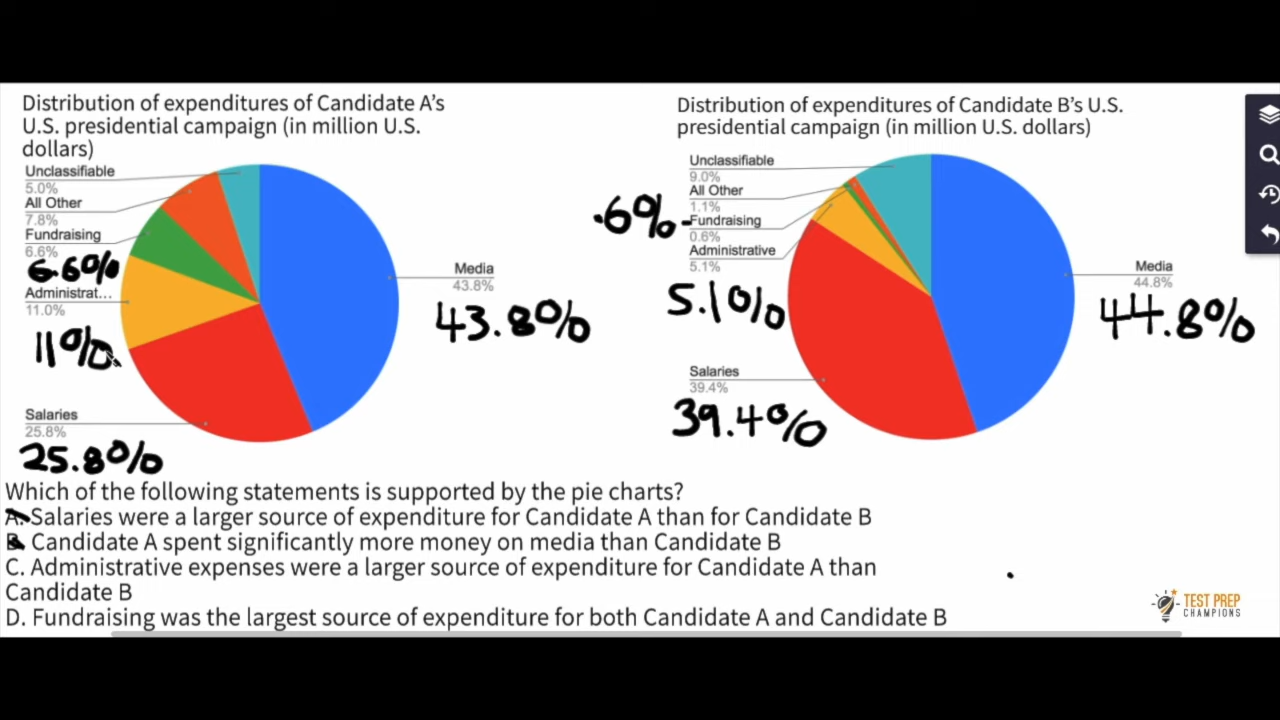 Distribution of expenditures of Candidate A's
U.S. presidential campaign (in million U.S.
dollars)
Unclassifiable
5.0%
All Other
7.8%
Fundraising
6.6%
6.6%
Administrat...
11.0%
11%
Salaries
25.8%
25.8%
Media
43.8%
43.8%
Distribution of expenditures of Candidate B's U.S.
presidential campaign (in million U.S. dollars)
Unclassifiable
9.0%
All Other
1.1%
.6%
Fundraising
0.6%
Administrative
5.1%
5.1%
Salaries
39.4%
39.4%
Media
44.8%
44.8%
Which of the following statements is supported by the pie charts?
A. Salaries were a larger source of expenditure for Candidate A than for Candidate B
B. Candidate A spent significantly more money on media than Candidate B
C. Administrative expenses were a larger source of expenditure for Candidate A than
Candidate B
D. Fundraising was the largest source of expenditure for both Candidate A and Candidate B
TEST PREP
CHAMPIONS